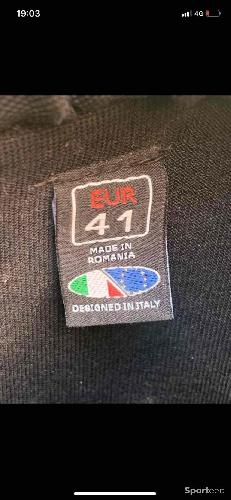 19:03
4G
EUR
41
MADE IN
ROMANIA
DESIGNED IN ITALY